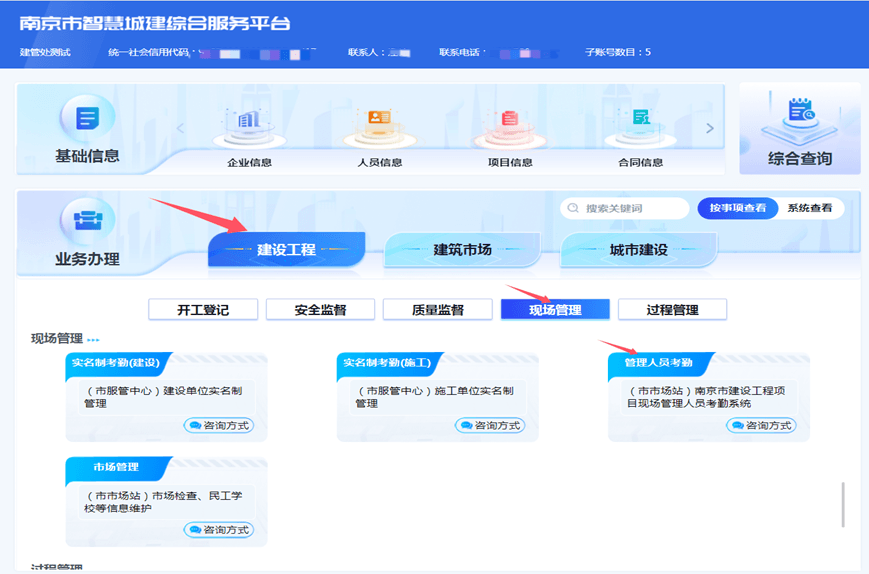 南京市智慧城建综合服务平台
建管处测试 统一社会信用代码： 联系人： 联系电话： 子账号数目：5
基础信息
企业信息 人员信息 项目信息 合同信息
综合查询
搜索关键词 按事项查看 系统查看
业务办理
建设工程 建筑市场 城市建设
开工登记 安全监督 质量监督 现场管理 过程管理
现场管理
实名制考勤(建设) 实名制考勤(施工) 管理人员考勤
（市服管中心）建设单位实名制
管理
（市服管中心）施工单位实名制
管理
（市市场站）南京市建设工程项
目现场管理人员考勤系统
咨询方式 咨询方式 咨询方式
市场管理
（市市场站）市场检查、民工学
校等信息维护
咨询方式
过程管理